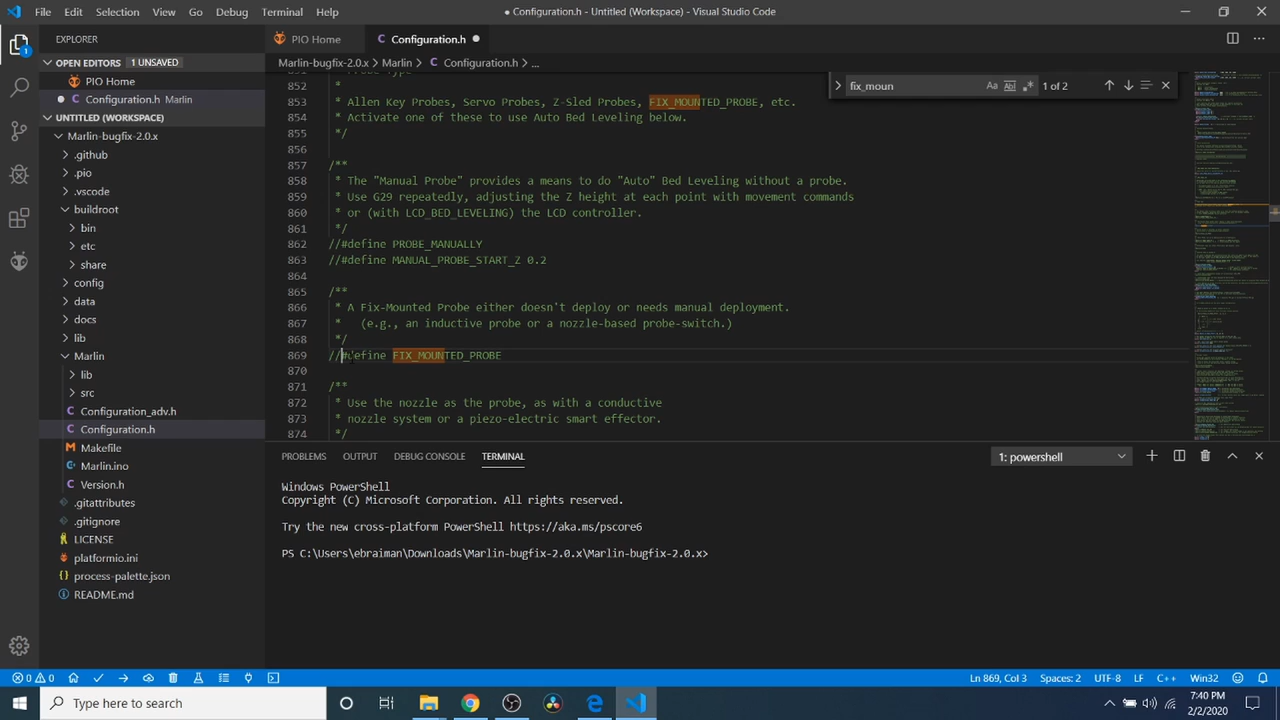 File Edit Selection View Go Debug Terminal Help
● Configuration.h - Untitled (Workspace) - Visual Studio Code
EXPLORER
OPEN EDITORS 1 UNSAVED
PIO Home
Configuration.h Marlin
(WORKSPACE)
Marlin-bugfix-2.0.x
.vscode
buildroot
etc
share
data
docs
Marlin
lib
src
Configuration_adv.h
Configuration.h
Makefile
Marlin.ino
Version.h
.gitattributes
.gitignore
LICENSE
platformio.ini
process-palette.json
README.md
PIO Home
Configuration.h
Marlin-bugfix-2.0.x > Marlin > Configuration.h > ...
fix_moun
Aa
1 of 2
852 *
853 * Allen Key Probes, Servo Probes, Z-Sled Probes, FIX_MOUNTED_PROBE, etc.
854 * Activate one of these to use Auto Bed Leveling below.
855 */
856
857 /**
858 * The "Manual Probe" provides a means to do "Auto" Bed Leveling without a probe.
859 * Use G29 repeatedly, adjusting the Z height at each point with movement commands
860 * or (with LCD_BED_LEVELING) the LCD controller.
861 */
862 //#define PROBE_MANUALLY
863 //#define MANUAL_PROBE_START_Z 0.2
864
865 /**
866 * A Fix-Mounted Probe either doesn't deploy or needs manual deployment.
867 * (e.g., an inductive probe or a nozzle-based probe-switch.)
868 */
869 //#define FIX_MOUNTED_PROBE
870
871 /**
872 * Use the nozzle as the probe, as with a conductive
873 * nozzle system or a piezo-electric smart effector.
874 */
PROBLEMS OUTPUT DEBUG CONSOLE TERMINAL
1: powershell
Windows PowerShell
Copyright (C) Microsoft Corporation. All rights reserved.
Try the new cross-platform PowerShell https://aka.ms/pscore6
PS C:\Users\ebraiman\Downloads\Marlin-bugfix-2.0.x\Marlin-bugfix-2.0.x>
0 0
Ln 869, Col 3 Spaces: 2 UTF-8 LF C++ Win32
Type here to search
7:40 PM
2/2/2020